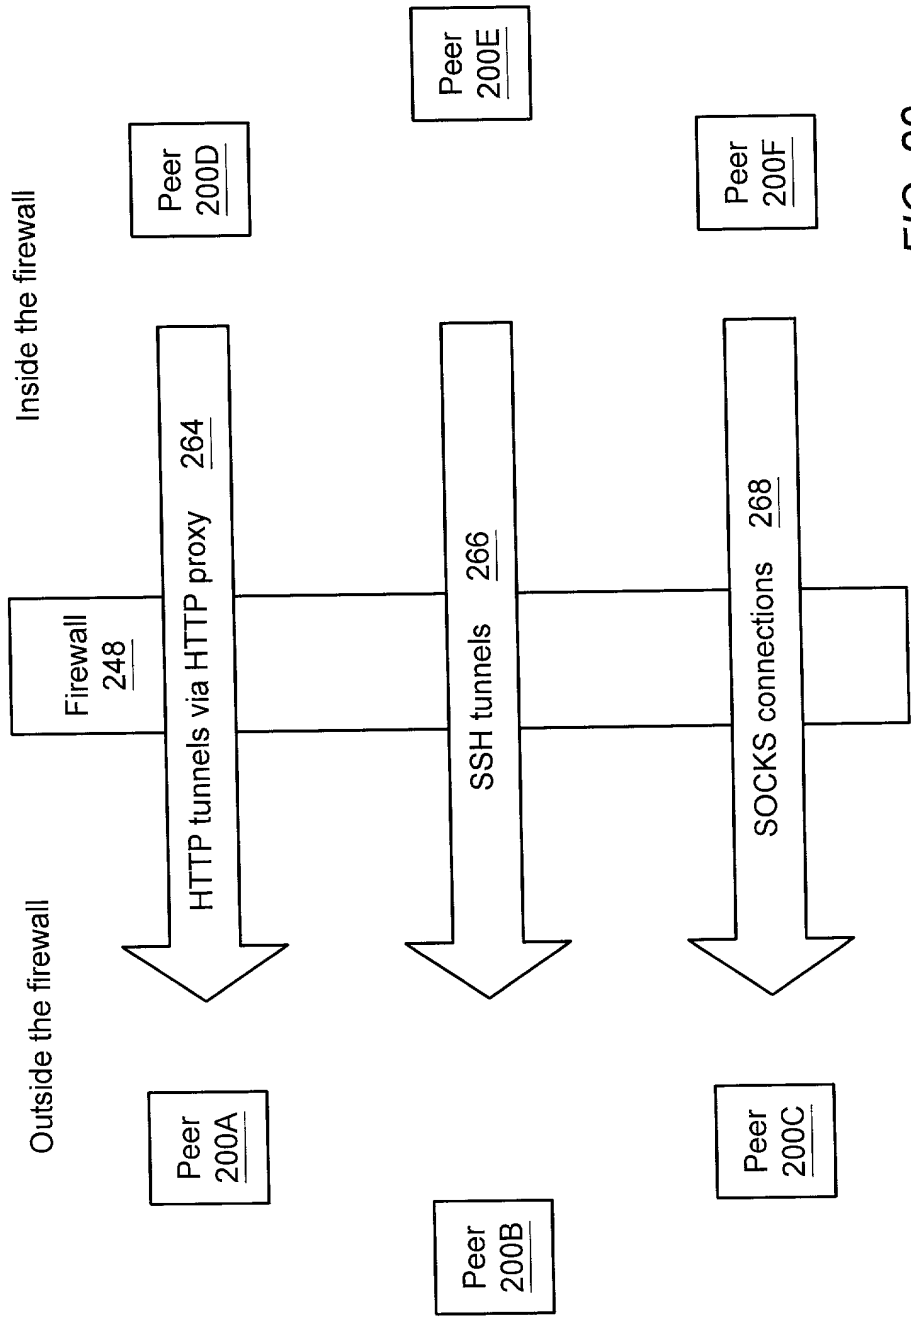 Outside the firewall
Inside the firewall
Firewall
248
Peer
200A
HTTP tunnels via HTTP proxy 264
Peer
200D
Peer
200B
SSH tunnels 266
Peer
200E
Peer
200C
SOCKS connections 268
Peer
200F
FIG.